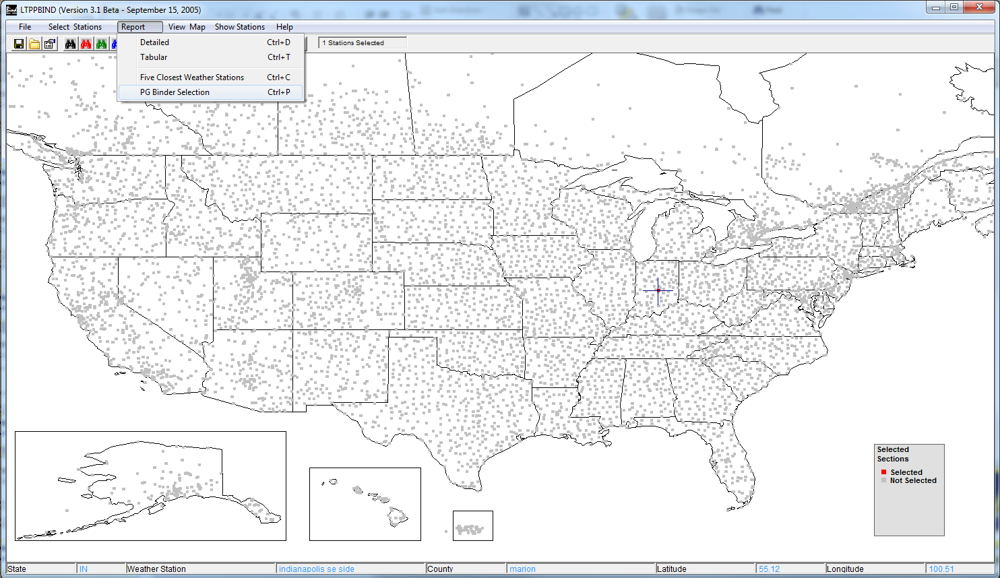 Bind LTPPBIND (Version 3.1 Beta - September 15, 2005)
File Select Stations Report View Map Show Stations Help
1 Stations Selected
Detailed Ctrl+D
Tabular Ctrl+T
Five Closest Weather Stations Ctrl+C
PG Binder Selection Ctrl+P
Selected
Sections
Selected
Not Selected
State IN Weather Station indianapolis se side County marion Latitude 55.12 Longitude 100.51